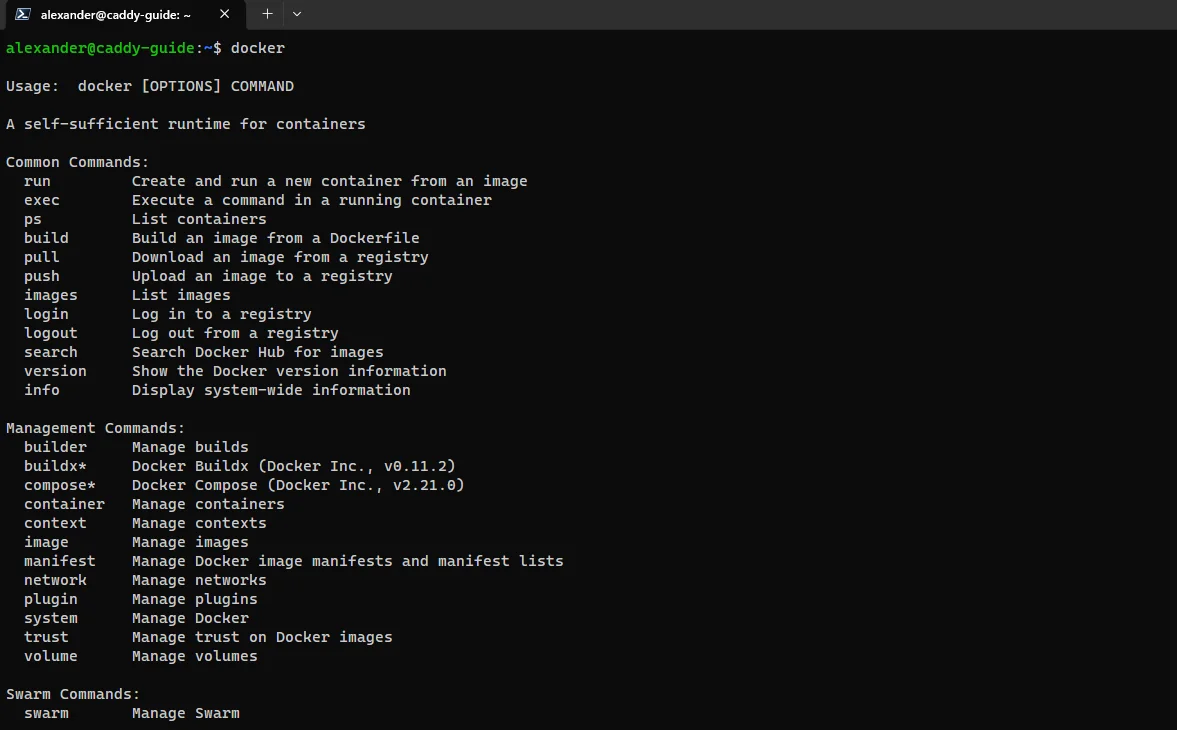 alexander@caddy-guide: ~
alexander@caddy-guide:~$ docker
Usage:  docker [OPTIONS] COMMAND
A self-sufficient runtime for containers
Common Commands:
  run         Create and run a new container from an image
  exec        Execute a command in a running container
  ps          List containers
  build       Build an image from a Dockerfile
  pull        Download an image from a registry
  push        Upload an image to a registry
  images      List images
  login       Log in to a registry
  logout      Log out from a registry
  search      Search Docker Hub for images
  version     Show the Docker version information
  info        Display system-wide information
Management Commands:
  builder     Manage builds
  buildx*     Docker Buildx (Docker Inc., v0.11.2)
  compose*    Docker Compose (Docker Inc., v2.21.0)
  container   Manage containers
  context     Manage contexts
  image       Manage images
  manifest    Manage Docker image manifests and manifest lists
  network     Manage networks
  plugin      Manage plugins
  system      Manage Docker
  trust       Manage trust on Docker images
  volume      Manage volumes
Swarm Commands:
  swarm       Manage Swarm